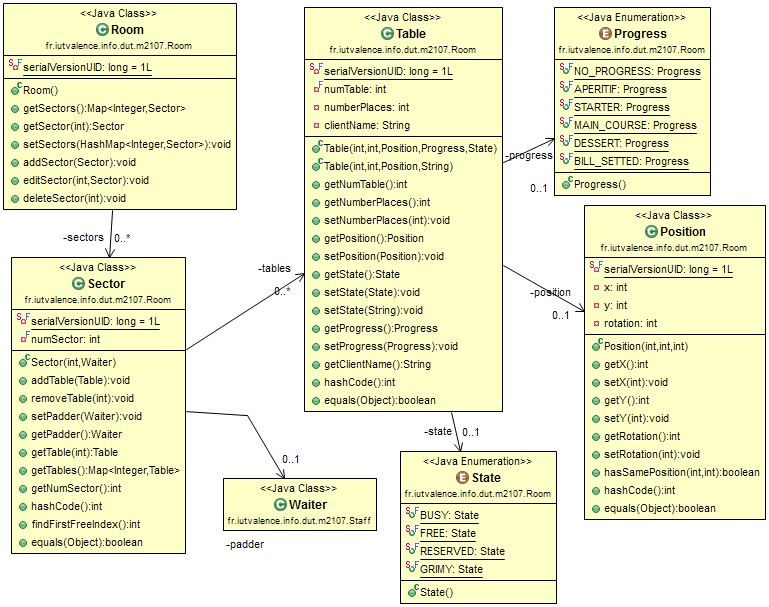 <<Java Class>>
Room
fr.iutvalence.info.dut.m2107.Room
serialVersionUID: long = 1L
Room()
getSectors():Map<Integer,Sector>
getSector(int):Sector
setSectors(HashMap<Integer,Sector>):void
addSector(Sector):void
editSector(int,Sector):void
deleteSector(int):void
-sectors
0..*
<<Java Class>>
Sector
fr.iutvalence.info.dut.m2107.Room
serialVersionUID: long = 1L
numSector: int
Sector(int,Waiter)
addTable(Table):void
removeTable(int):void
setPadder(Waiter):void
getPadder():Waiter
getTable(int):Table
getTables():Map<Integer,Table>
getNumSector():int
hashCode():int
findFirstFreeIndex():int
equals(Object):boolean
-tables
0..*
0..1
<<Java Class>>
Waiter
fr.iutvalence.info.dut.m2107.Staff
-padder
<<Java Class>>
Table
fr.iutvalence.info.dut.m2107.Room
serialVersionUID: long = 1L
numTable: int
numberPlaces: int
clientName: String
Table(int,int,Position,Progress,State)
Table(int,int,Position,String)
getNumTable():int
getNumberPlaces():int
setNumberPlaces(int):void
getPosition():Position
setPosition(Position):void
getState():State
setState(State):void
setState(String):void
getProgress():Progress
setProgress(Progress):void
getClientName():String
hashCode():int
equals(Object):boolean
-progress
0..1
-position
0..1
-state
0..1
<<Java Enumeration>>
State
fr.iutvalence.info.dut.m2107.Room
BUSY: State
FREE: State
RESERVED: State
GRIMY: State
State()
<<Java Enumeration>>
Progress
fr.iutvalence.info.dut.m2107.Room
NO_PROGRESS: Progress
APERITIF: Progress
STARTER: Progress
MAIN_COURSE: Progress
DESSERT: Progress
BILL_SETTED: Progress
Progress()
<<Java Class>>
Position
fr.iutvalence.info.dut.m2107.Room
serialVersionUID: long = 1L
x: int
y: int
rotation: int
Position(int,int,int)
getX():int
setX(int):void
getY():int
setY(int):void
getRotation():int
setRotation(int):void
hasSamePosition(int,int):boolean
hashCode():int
equals(Object):boolean